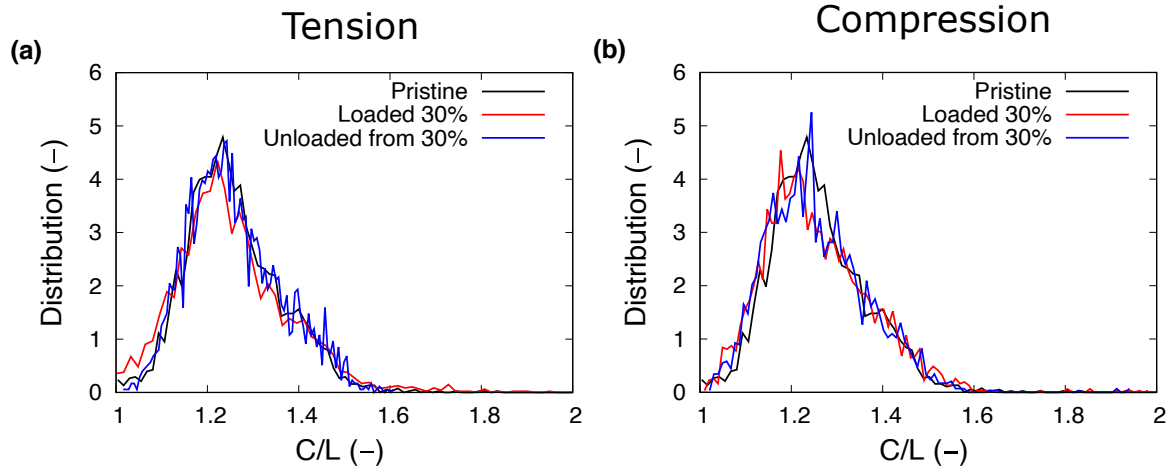 Tension
(a)
6
5
4
3
2
1
0
Distribution (–)
Pristine
Loaded 30%
Unloaded from 30%
1
1.2
1.4
1.6
1.8
2
C/L (–)
Compression
(b)
6
5
4
3
2
1
0
Distribution (–)
Pristine
Loaded 30%
Unloaded from 30%
1
1.2
1.4
1.6
1.8
2
C/L (–)